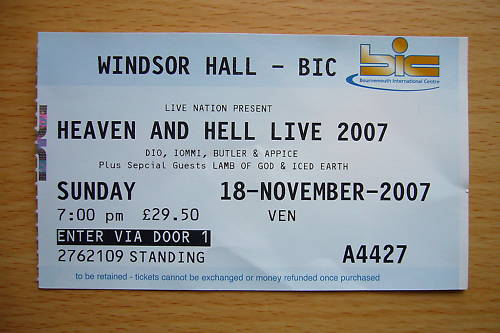 WINDSOR HALL - BIC
bic
Bournemouth International Centre
LIVE NATION PRESENT
HEAVEN AND HELL LIVE 2007
DIO, IOMMI, BUTLER & APPICE
Plus Sepcial Guests LAMB OF GOD & ICED EARTH
SUNDAY 18-NOVEMBER-2007
7:00 pm £29.50 VEN
ENTER VIA DOOR 1
2762109 STANDING A4427
to be retained - tickets cannot be exchanged or money refunded once purchased